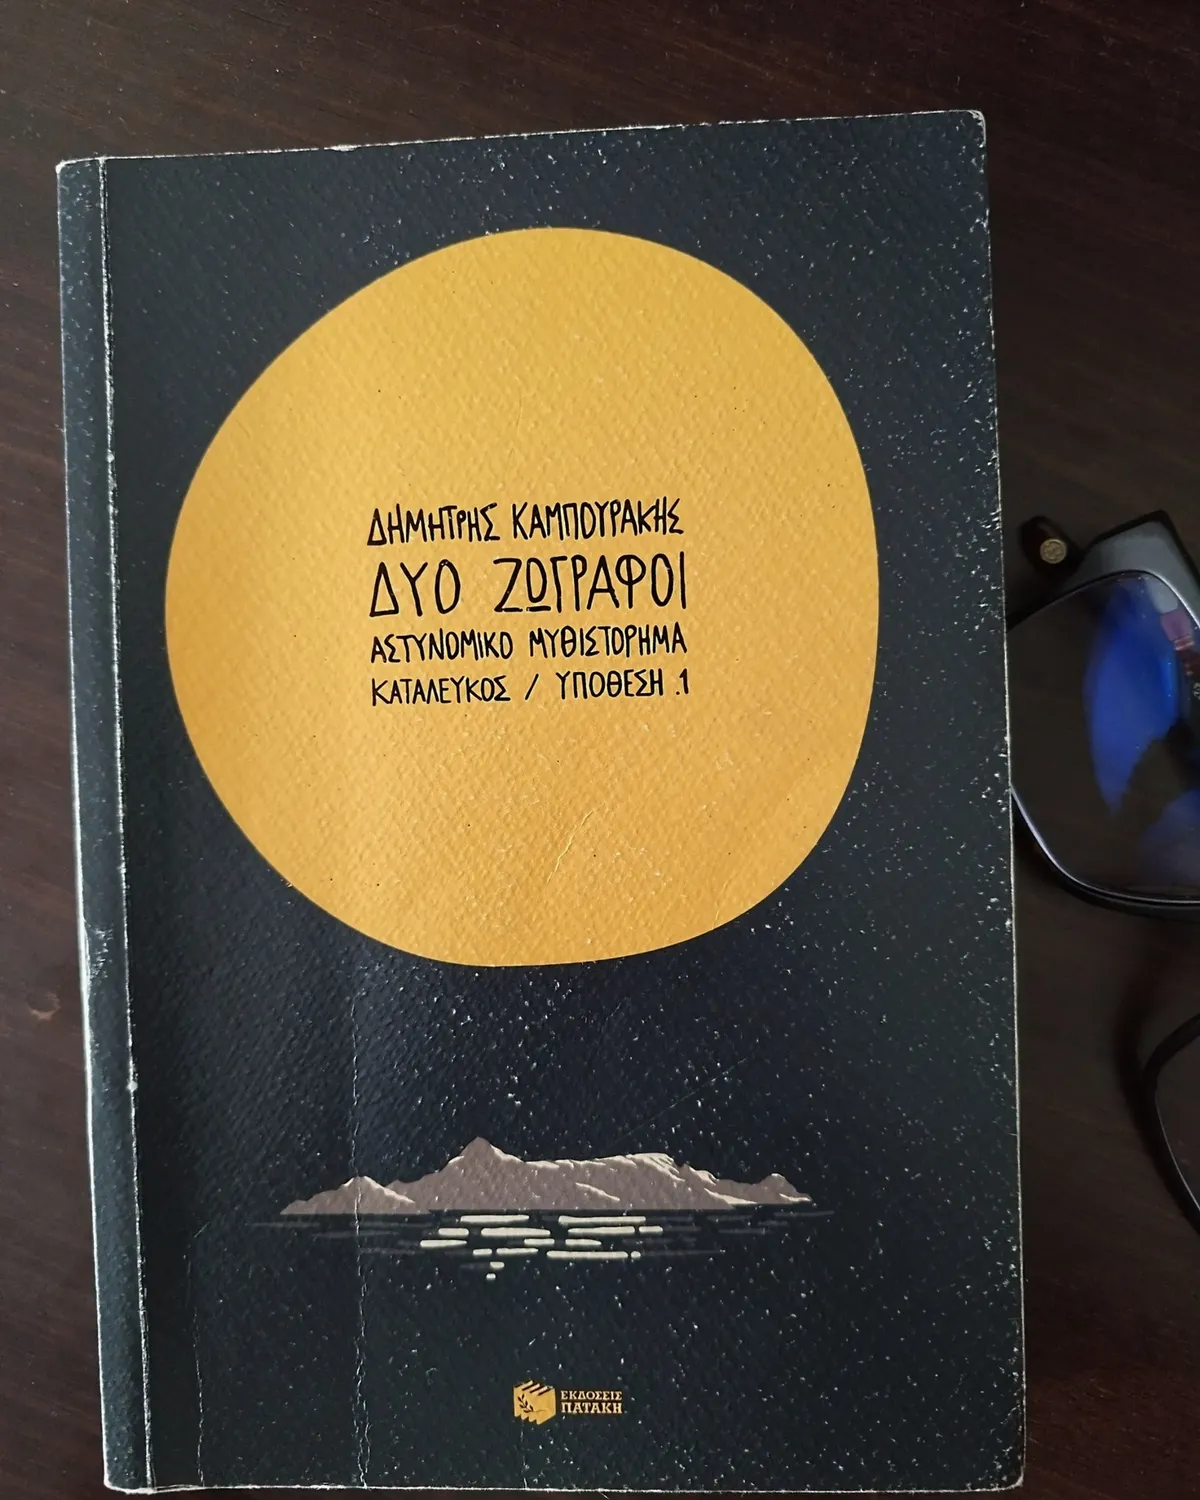 ΔΗΜΗΤΡΗΣ ΚΑΜΠΟΥΡΑΚΗΣ
ΔΥΟ ΖΩΓΡΑΦΟΙ
ΑΣΤΥΝΟΜΙΚΟ ΜΥΘΙΣΤΟΡΗΜΑ
ΚΑΤΑΛΕΥΚΟΣ / ΥΠΟΘΕΣΗ .1
ΕΚΔΟΣΕΙΣ
ΠΑΤΑΚΗ